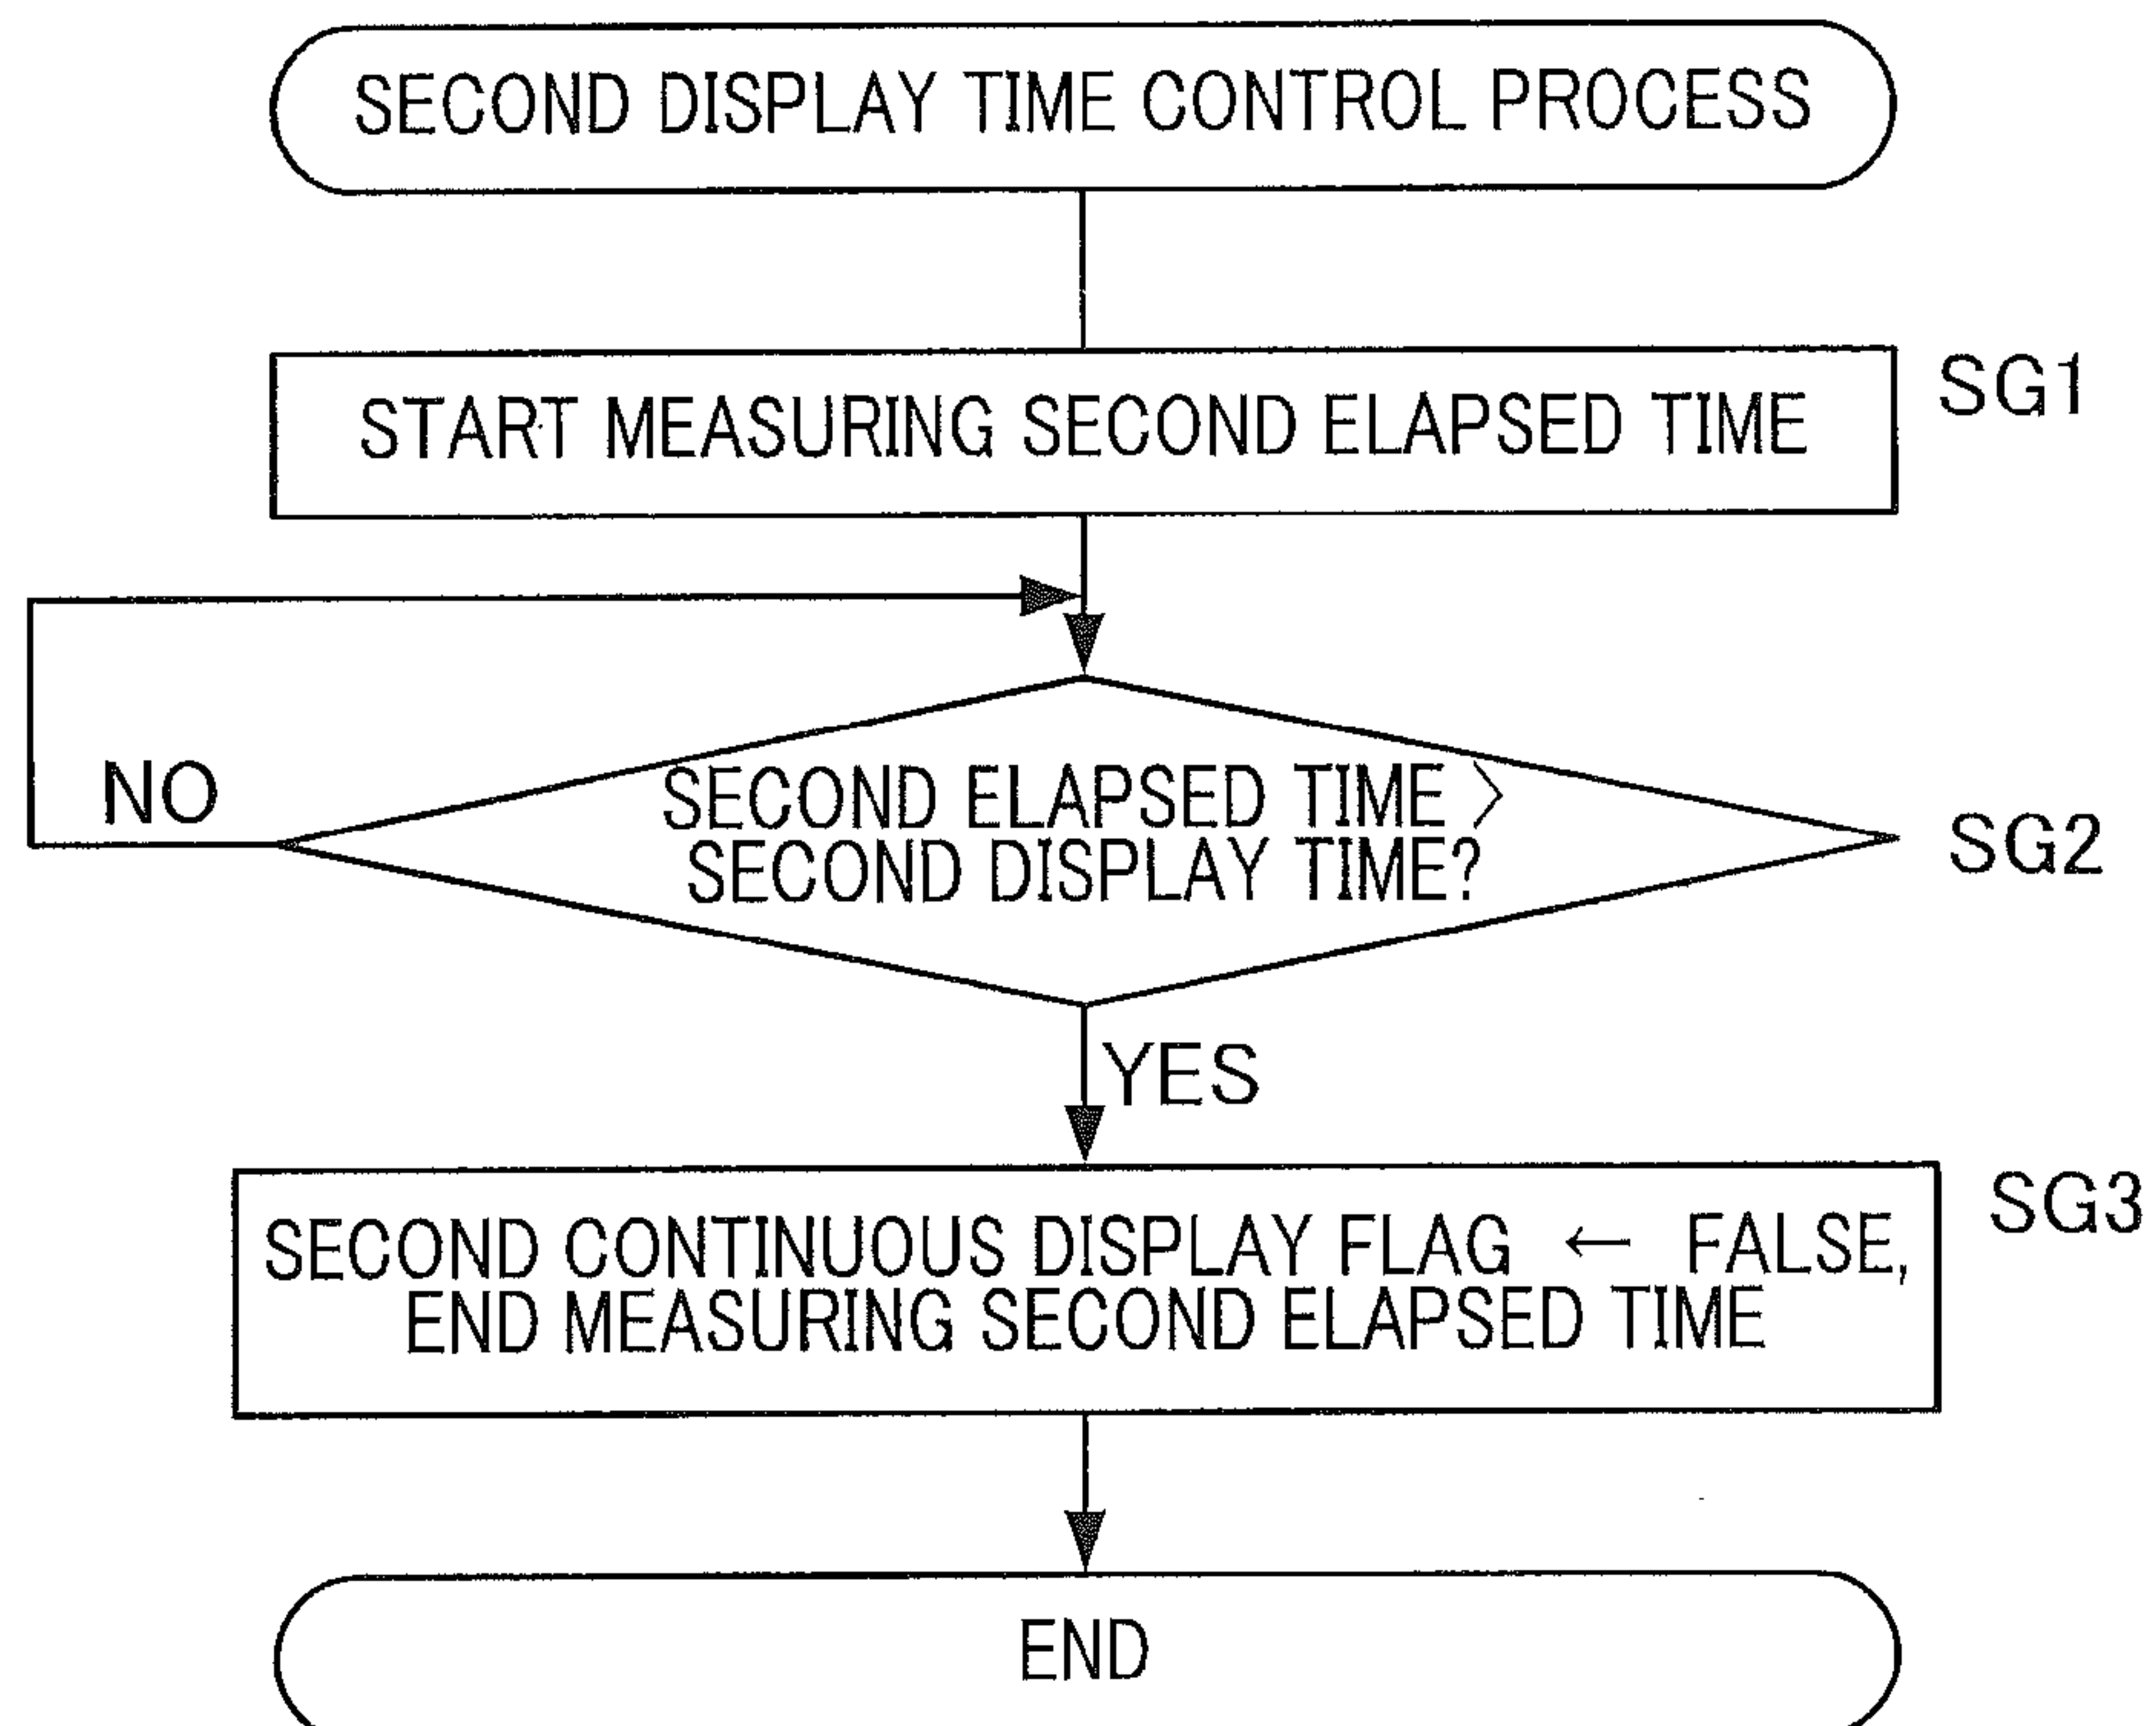 SECOND DISPLAY TIME CONTROL PROCESS
START MEASURING SECOND ELAPSED TIME
SG1
NO
SECOND ELAPSED TIME >
SECOND DISPLAY TIME?
SG2
YES
SECOND CONTINUOUS DISPLAY FLAG ← FALSE,
END MEASURING SECOND ELAPSED TIME
SG3
END